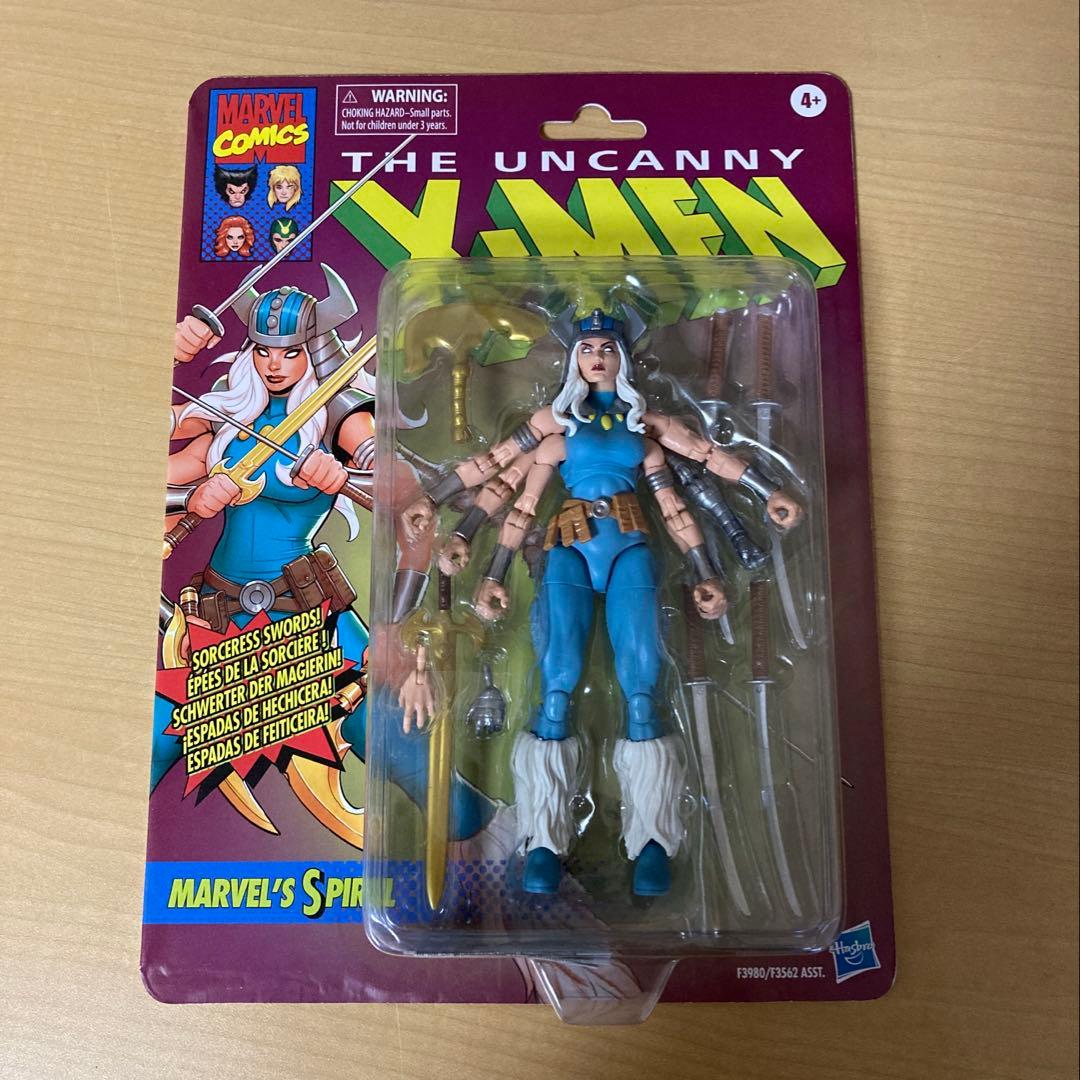 MARVEL
COMICS
⚠ WARNING:
CHOKING HAZARD–Small parts.
Not for children under 3 years.
4+
THE UNCANNY
X-MEN
SORCERESS SWORDS!
ÉPÉES DE LA SORCIÈRE !
SCHWERTER DER MAGIERIN!
¡ESPADAS DE HECHICERA!
ESPADAS DE FEITICEIRA!
MARVEL'S SPIRAL
Hasbro
F3980/F3562 ASST.